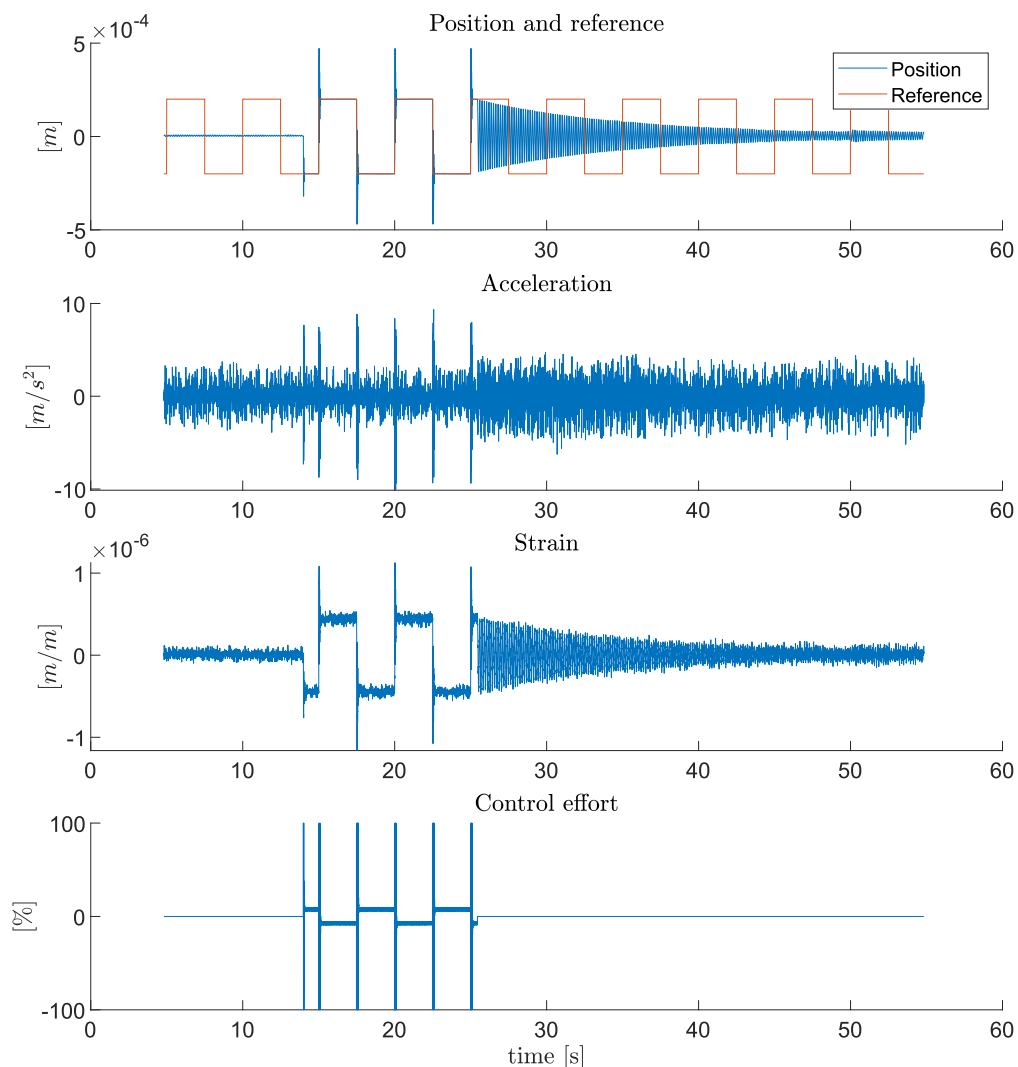 Position and reference
×10⁻⁴
5
0
-5
[m]
Position
Reference
0 10 20 30 40 50 60
Acceleration
10
0
-10
[m/s²]
0 10 20 30 40 50 60
Strain
×10⁻⁶
1
0
-1
[m/m]
0 10 20 30 40 50 60
Control effort
100
0
-100
[%]
0 10 20 30 40 50 60
time [s]